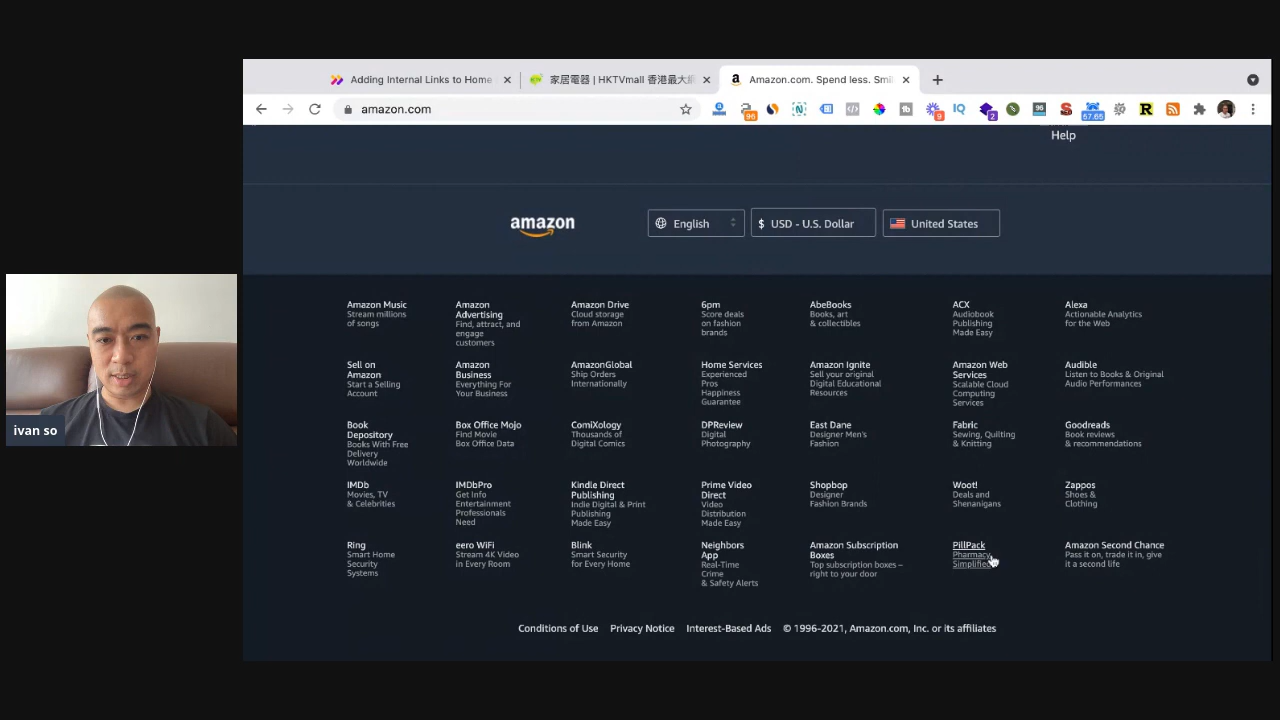 Adding Internal Links to Home
家居電器 | HKTVmall 香港最大
Amazon.com. Spend less. Smi
amazon.com
96
9
IQ
2
96
67.65
R
Help
amazon
English
$ USD - U.S. Dollar
United States
Amazon Music
Stream millions
of songs
Amazon
Advertising
Find, attract, and
engage
customers
Amazon Drive
Cloud storage
from Amazon
6pm
Score deals
on fashion
brands
AbeBooks
Books, art
& collectibles
ACX
Audiobook
Publishing
Made Easy
Alexa
Actionable Analytics
for the Web
Sell on
Amazon
Start a Selling
Account
Amazon
Business
Everything For
Your Business
AmazonGlobal
Ship Orders
Internationally
Home Services
Experienced
Pros
Happiness
Guarantee
Amazon Ignite
Sell your original
Digital Educational
Resources
Amazon Web
Services
Scalable Cloud
Computing
Services
Audible
Listen to Books & Original
Audio Performances
Book
Depository
Books With Free
Delivery
Worldwide
Box Office Mojo
Find Movie
Box Office Data
ComiXology
Thousands of
Digital Comics
DPReview
Digital
Photography
East Dane
Designer Men's
Fashion
Fabric
Sewing, Quilting
& Knitting
Goodreads
Book reviews
& recommendations
IMDb
Movies, TV
& Celebrities
IMDbPro
Get Info
Entertainment
Professionals
Need
Kindle Direct
Publishing
Indie Digital & Print
Publishing
Made Easy
Prime Video
Direct
Video
Distribution
Made Easy
Shopbop
Designer
Fashion Brands
Woot!
Deals and
Shenanigans
Zappos
Shoes &
Clothing
Ring
Smart Home
Security
Systems
eero WiFi
Stream 4K Video
in Every Room
Blink
Smart Security
for Every Home
Neighbors
App
Real-Time
Crime
& Safety Alerts
Amazon Subscription
Boxes
Top subscription boxes –
right to your door
PillPack
Pharmacy
Simplified
Amazon Second Chance
Pass it on, trade it in, give
it a second life
Conditions of Use Privacy Notice Interest-Based Ads © 1996-2021, Amazon.com, Inc. or its affiliates
ivan so